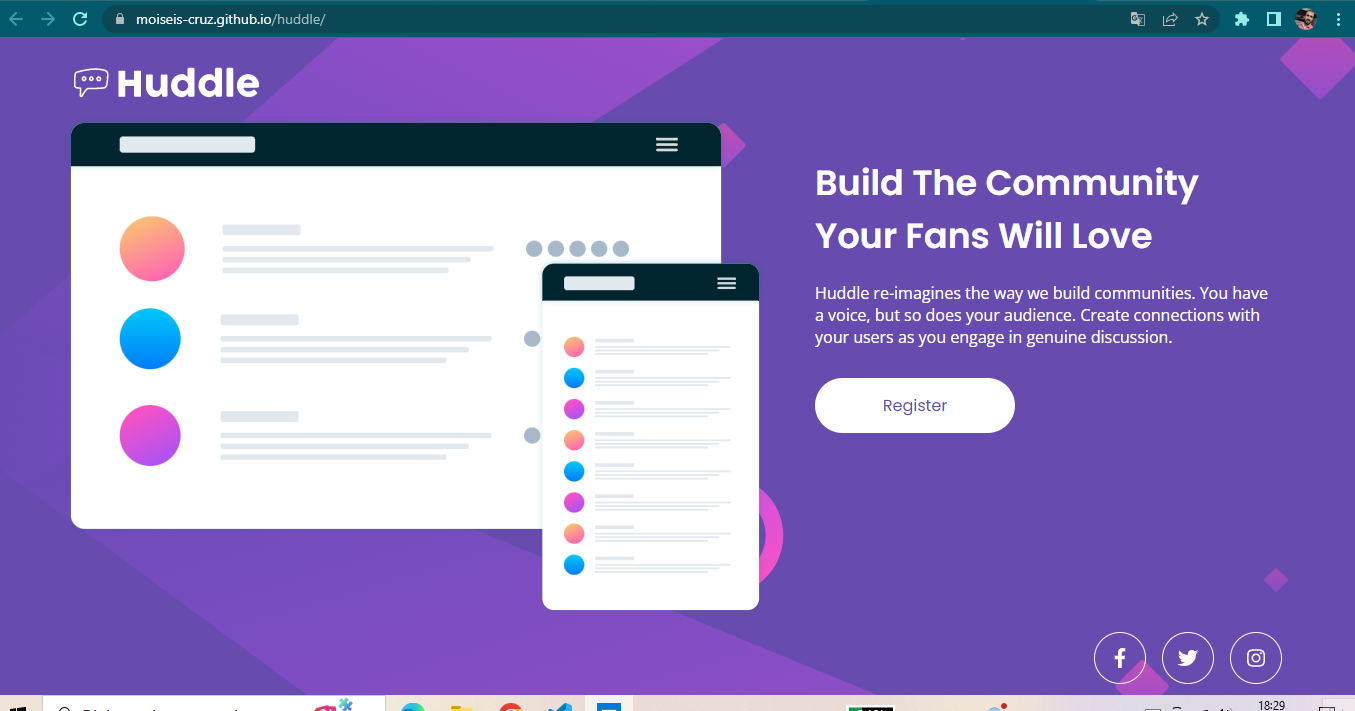 moiseis-cruz.github.io/huddle/
Huddle
Build The Community
Your Fans Will Love
Huddle re-imagines the way we build communities. You have
a voice, but so does your audience. Create connections with
your users as you engage in genuine discussion.
Register
18:29